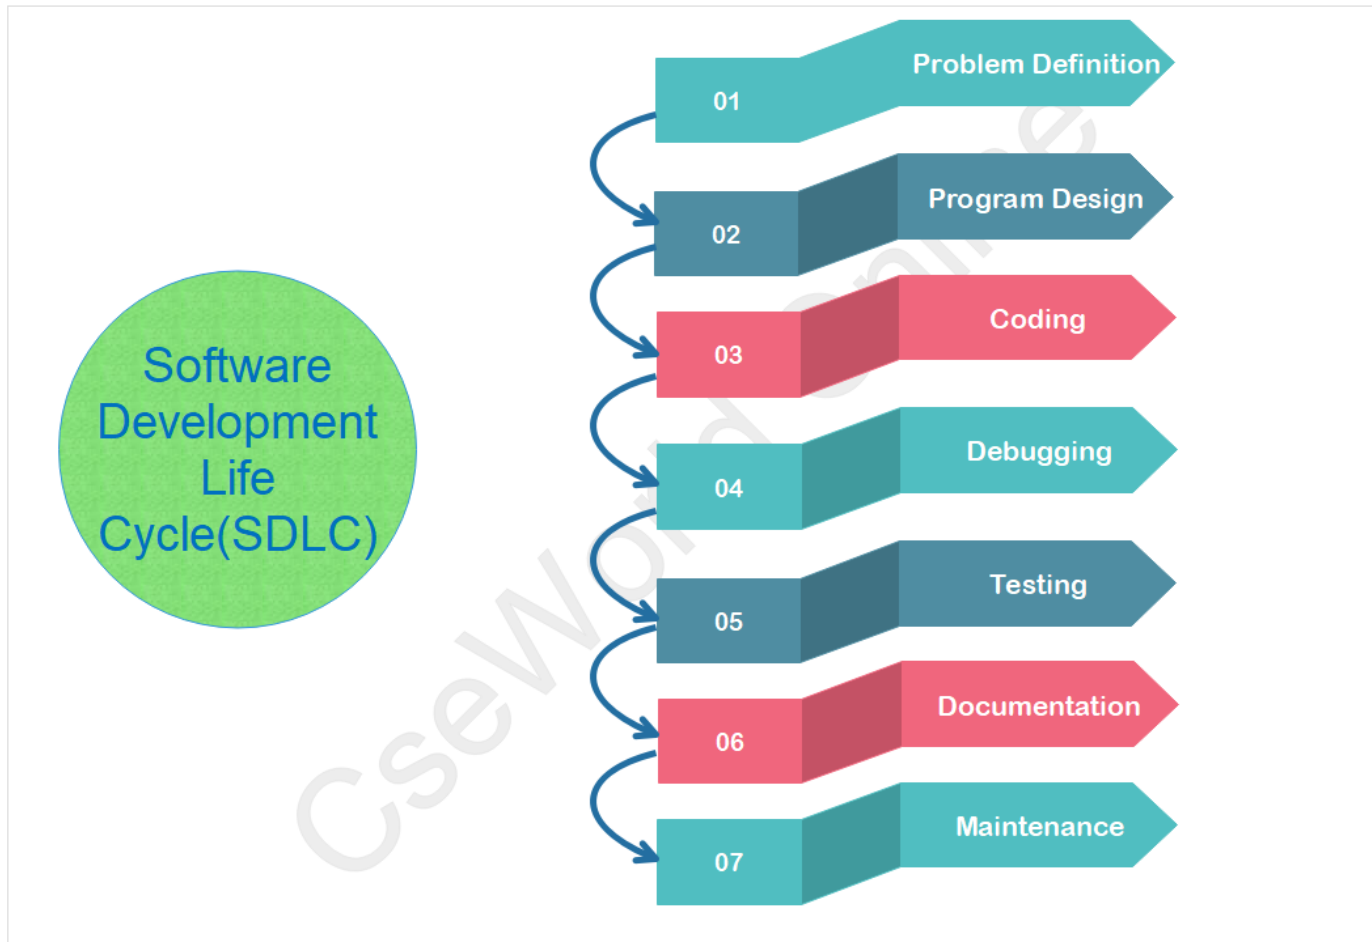 Software
Development
Life
Cycle(SDLC)
01
Problem Definition
02
Program Design
03
Coding
04
Debugging
05
Testing
06
Documentation
07
Maintenance
CseWorld Online